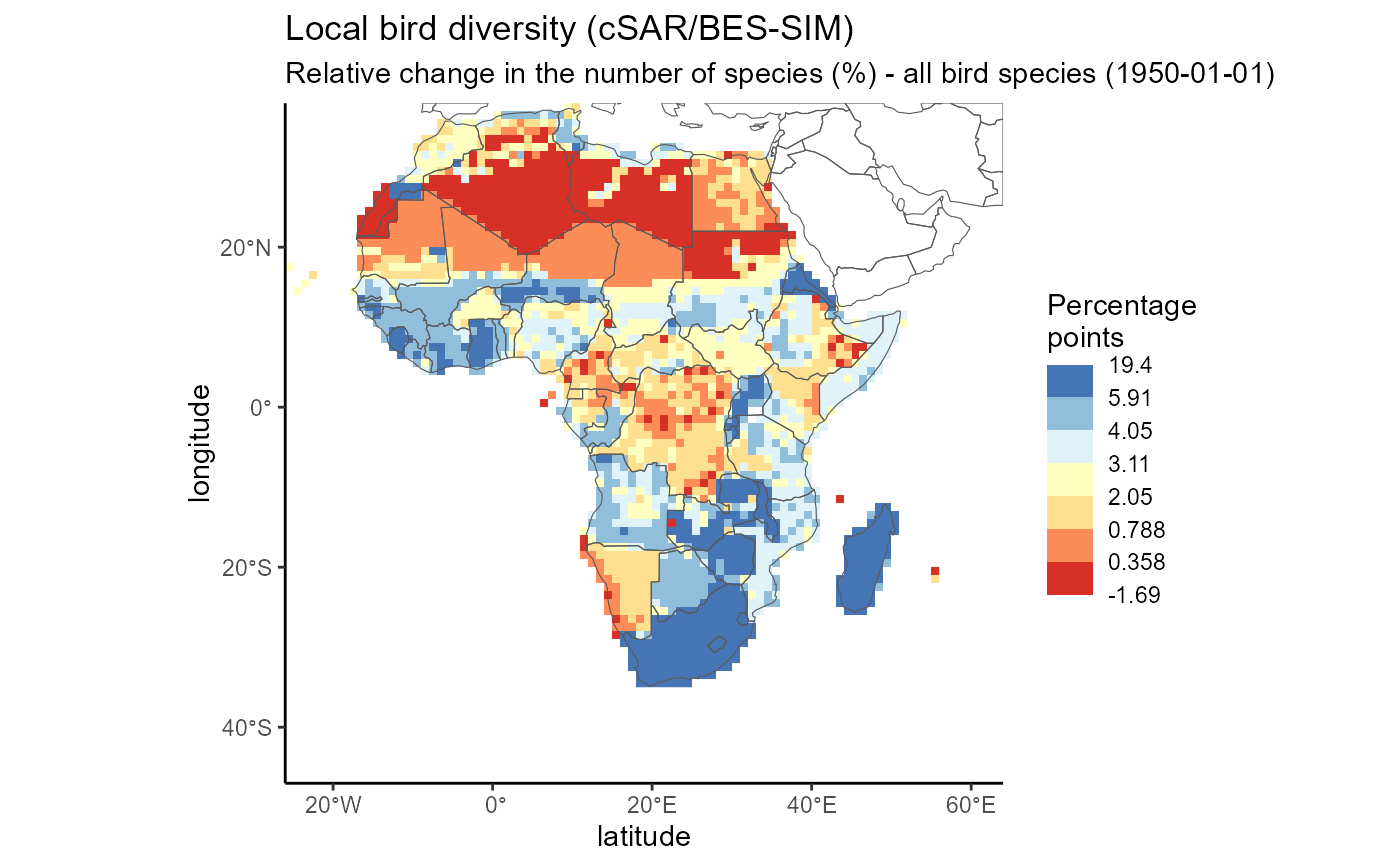 Local bird diversity (cSAR/BES-SIM)
Relative change in the number of species (%) - all bird species (1950-01-01)
longitude
20°N
0°
20°S
40°S
20°W
0°
20°E
40°E
60°E
latitude
Percentage
points
19.4
5.91
4.05
3.11
2.05
0.788
0.358
-1.69